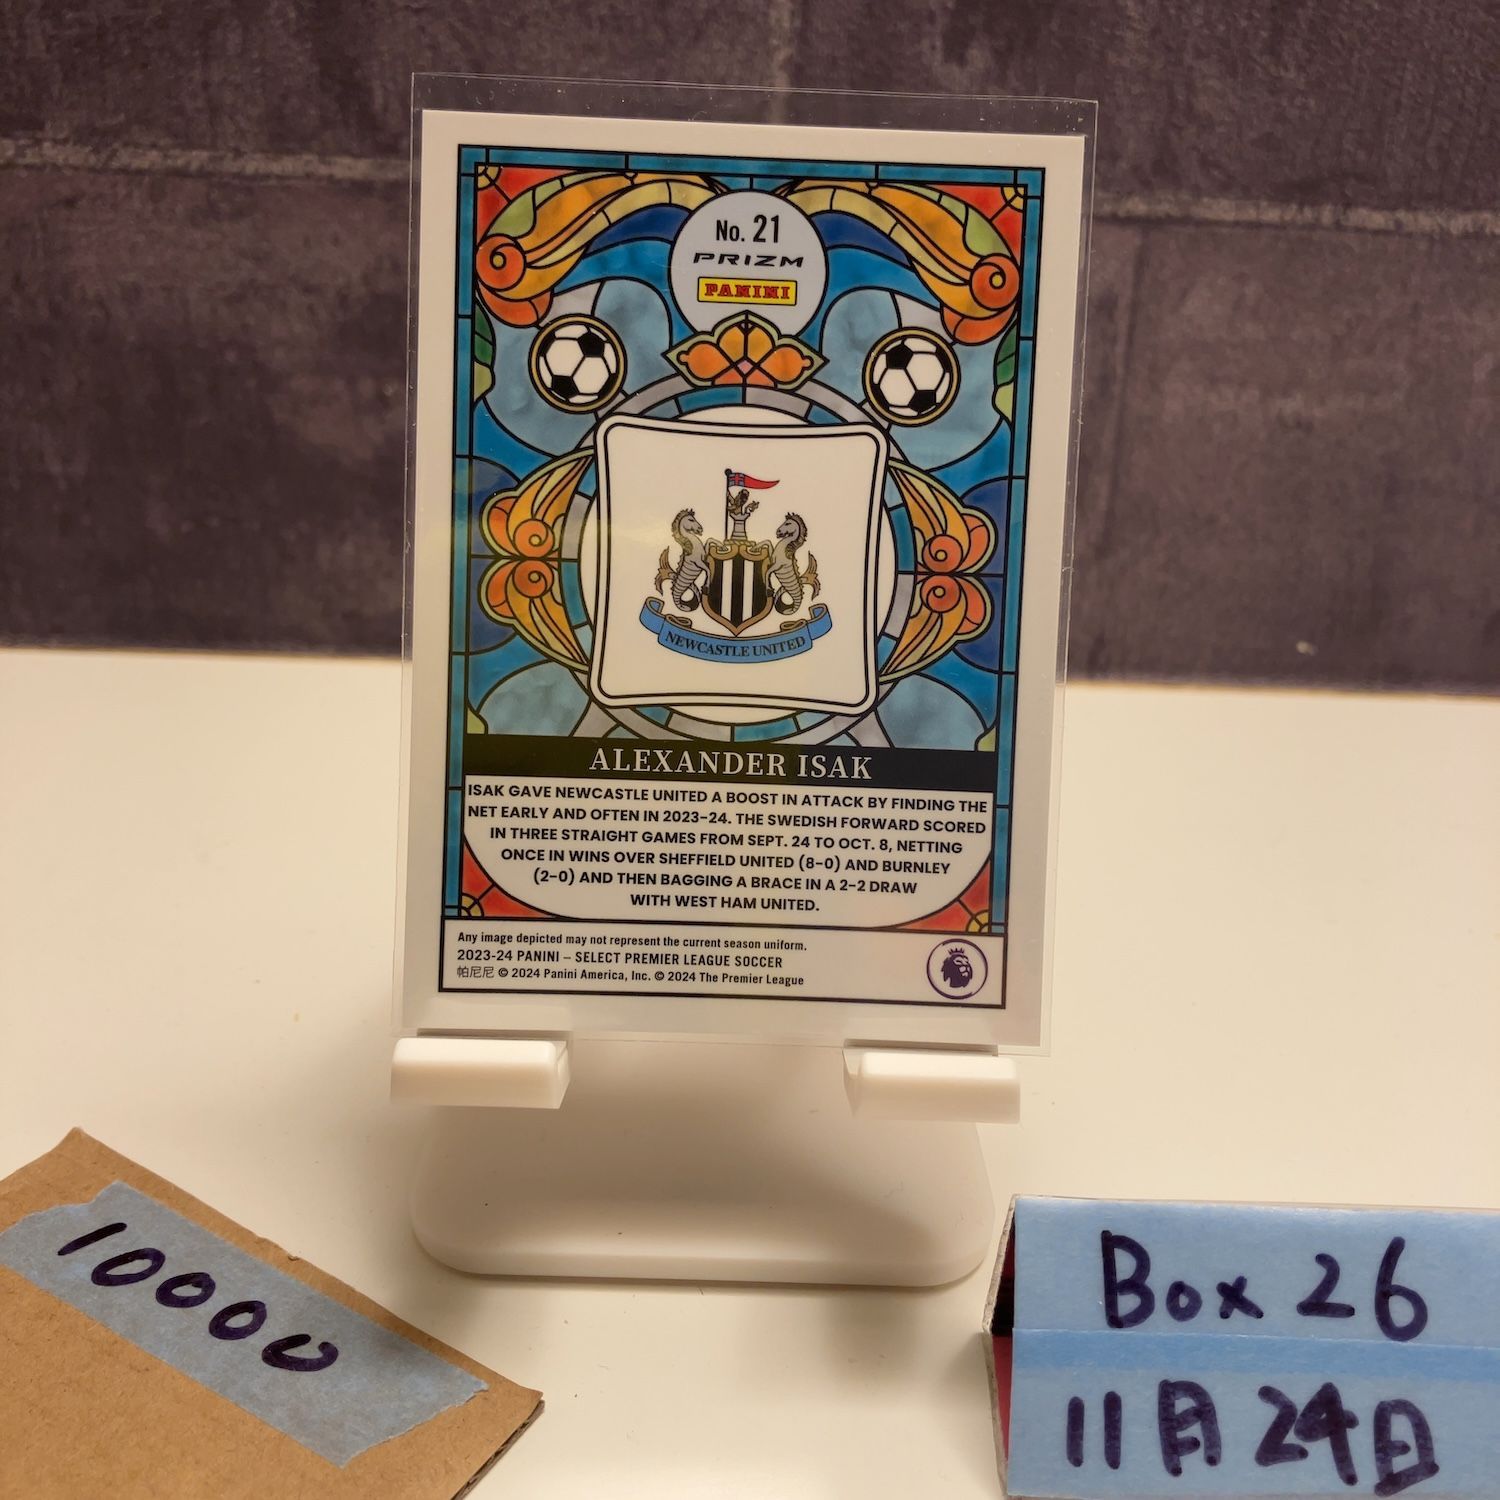 No. 21
PRIZM
PANINI
NEWCASTLE UNITED
ALEXANDER ISAK
ISAK GAVE NEWCASTLE UNITED A BOOST IN ATTACK BY FINDING THE
NET EARLY AND OFTEN IN 2023-24. THE SWEDISH FORWARD SCORED
IN THREE STRAIGHT GAMES FROM SEPT. 24 TO OCT. 8, NETTING
ONCE IN WINS OVER SHEFFIELD UNITED (8-0) AND BURNLEY
(2-0) AND THEN BAGGING A BRACE IN A 2-2 DRAW
WITH WEST HAM UNITED.
Any image depicted may not represent the current season uniform.
2023-24 PANINI – SELECT PREMIER LEAGUE SOCCER
帕尼尼 © 2024 Panini America, Inc. © 2024 The Premier League
10000
Box 26
11月24日